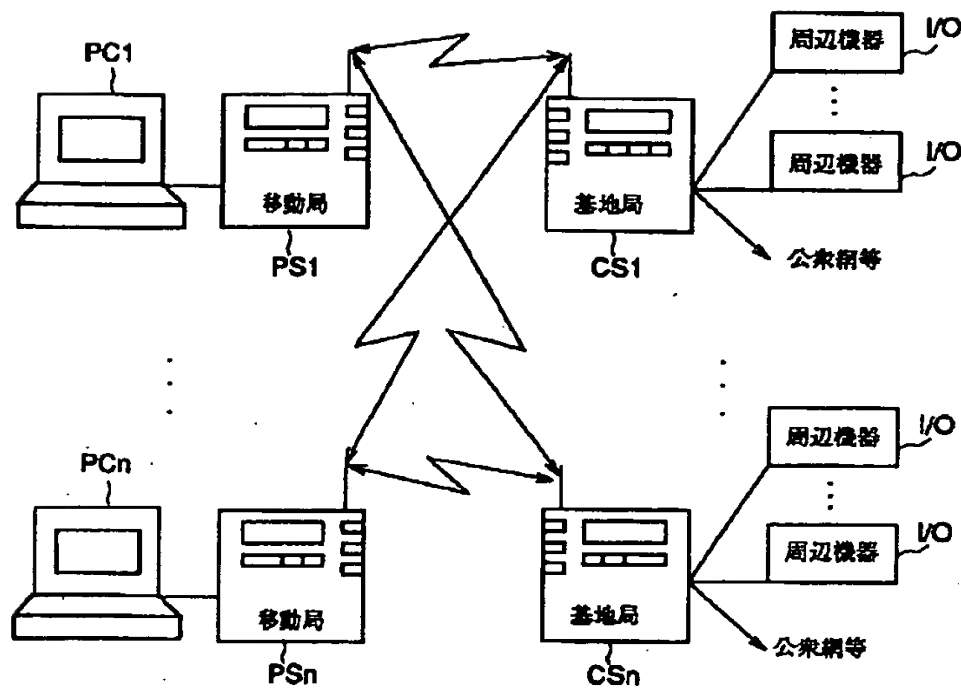 PC1
移動局
PS1
基地局
CS1
周辺機器
I/O
周辺機器
I/O
公衆網等
PCn
移動局
PSn
基地局
CSn
周辺機器
I/O
周辺機器
I/O
公衆網等